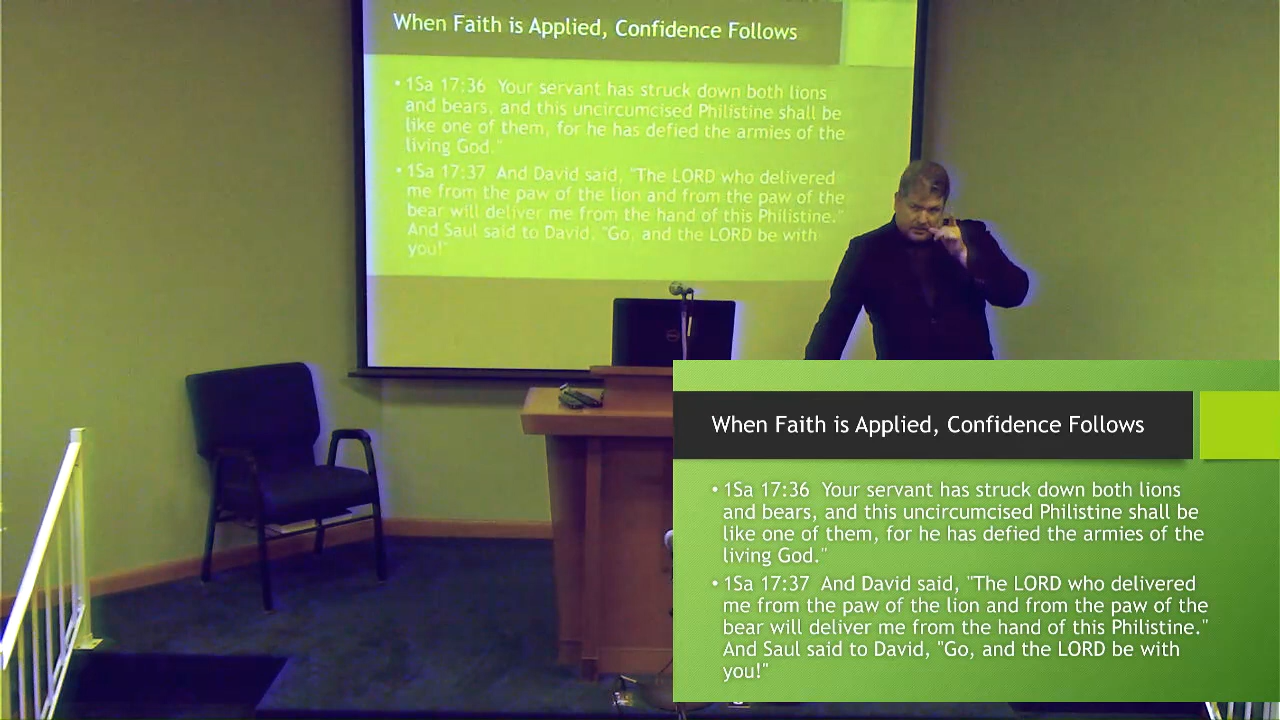 When Faith is Applied, Confidence Follows
• 1Sa 17:36 Your servant has struck down both lions
and bears, and this uncircumcised Philistine shall be
like one of them, for he has defied the armies of the
living God."
• 1Sa 17:37 And David said, "The LORD who delivered
me from the paw of the lion and from the paw of the
bear will deliver me from the hand of this Philistine."
And Saul said to David, "Go, and the LORD be with
you!"
When Faith is Applied, Confidence Follows
• 1Sa 17:36 Your servant has struck down both lions
and bears, and this uncircumcised Philistine shall be
like one of them, for he has defied the armies of the
living God."
• 1Sa 17:37 And David said, "The LORD who delivered
me from the paw of the lion and from the paw of the
bear will deliver me from the hand of this Philistine."
And Saul said to David, "Go, and the LORD be with
you!"